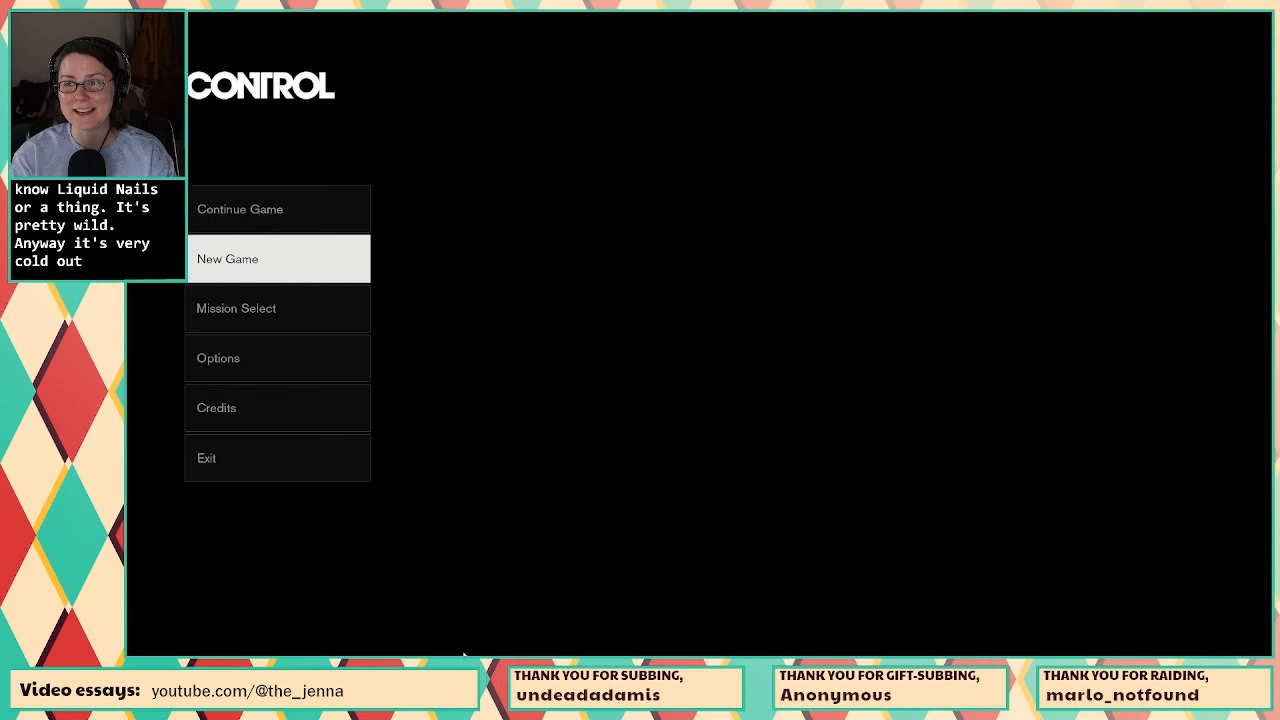 CONTROL
know Liquid Nails
or a thing. It's
pretty wild.
Anyway it's very
cold out
Continue Game
New Game
Mission Select
Options
Credits
Exit
Video essays: youtube.com/@the_jenna
THANK YOU FOR SUBBING,
undeadadamis
THANK YOU FOR GIFT-SUBBING,
Anonymous
THANK YOU FOR RAIDING,
marlo_notfound